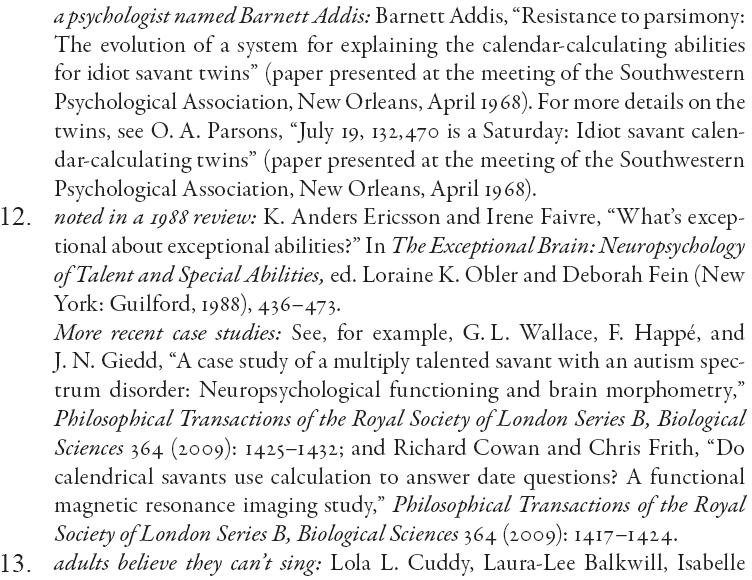 a psychologist named Barnett Addis: Barnett Addis, “Resistance to parsimony:
The evolution of a system for explaining the calendar-calculating abilities
for idiot savant twins” (paper presented at the meeting of the Southwestern
Psychological Association, New Orleans, April 1968). For more details on the
twins, see O. A. Parsons, “July 19, 132,470 is a Saturday: Idiot savant calen-
dar-calculating twins” (paper presented at the meeting of the Southwestern
Psychological Association, New Orleans, April 1968).
12. noted in a 1988 review: K. Anders Ericsson and Irene Faivre, “What’s excep-
tional about exceptional abilities?” In The Exceptional Brain: Neuropsychology
of Talent and Special Abilities, ed. Loraine K. Obler and Deborah Fein (New
York: Guilford, 1988), 436–473.
More recent case studies: See, for example, G. L. Wallace, F. Happé, and
J. N. Giedd, “A case study of a multiply talented savant with an autism spec-
trum disorder: Neuropsychological functioning and brain morphometry,”
Philosophical Transactions of the Royal Society of London Series B, Biological
Sciences 364 (2009): 1425–1432; and Richard Cowan and Chris Frith, “Do
calendrical savants use calculation to answer date questions? A functional
magnetic resonance imaging study,” Philosophical Transactions of the Royal
Society of London Series B, Biological Sciences 364 (2009): 1417–1424.
13. adults believe they can’t sing: Lola L. Cuddy, Laura-Lee Balkwill, Isabelle